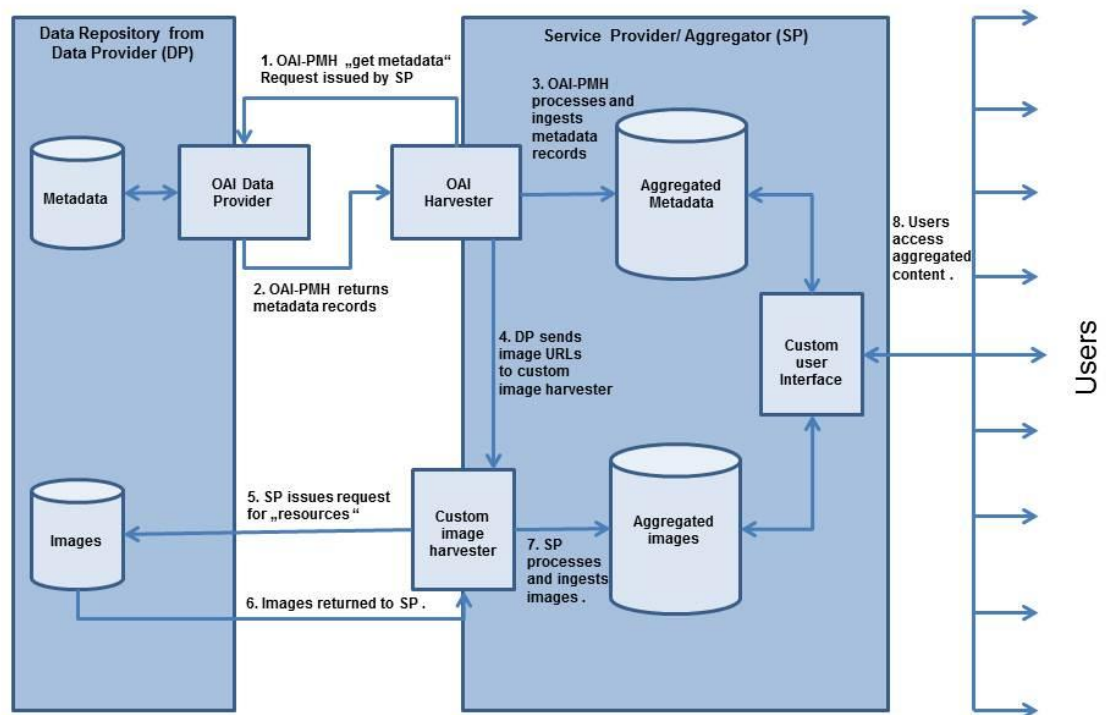 Data Repository from
Data Provider (DP)
Service Provider/ Aggregator (SP)
1. OAI-PMH „get metadata“
Request issued by SP
3. OAI-PMH
processes and
ingests
metadata
records
Metadata
OAI Data
Provider
OAI
Harvester
Aggregated
Metadata
8. Users
access
aggregated
content .
2. OAI-PMH returns
metadata records
4. DP sends
image URLs
to custom
image harvester
Custom
user
Interface
Users
5. SP issues request
for „resources “
Images
Custom
image
harvester
Aggregated
images
7. SP
processes
and ingests
images .
6. Images returned to SP .